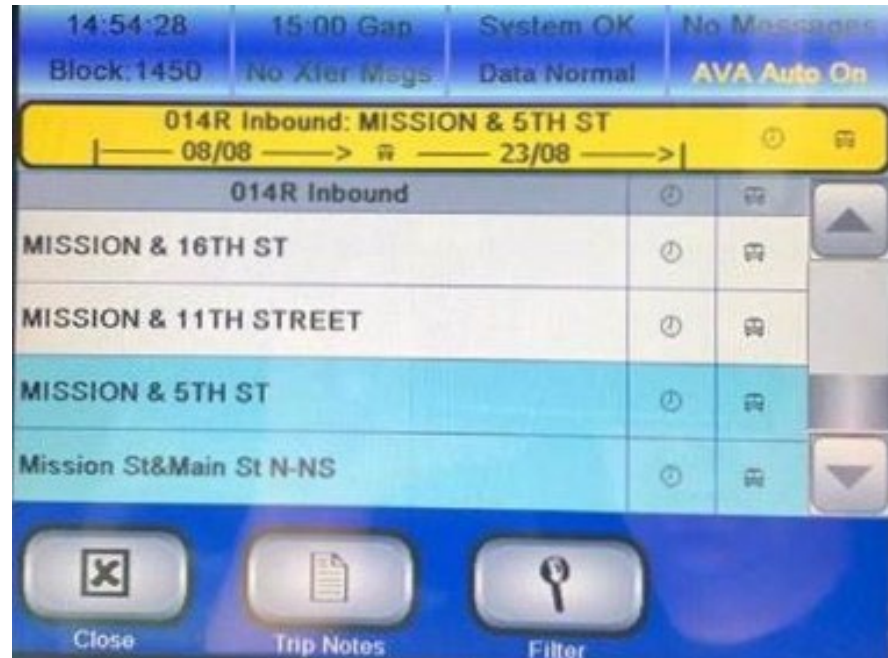 14:54:28 15:00 Gap System OK No Messages
Block:1450 No Xfer Msgs Data Normal AVA Auto On
014R Inbound: MISSION & 5TH ST
|—— 08/08 ——> —— 23/08 ——>|
014R Inbound
MISSION & 16TH ST
MISSION & 11TH STREET
MISSION & 5TH ST
Mission St&Main St N-NS
Close Trip Notes Filter